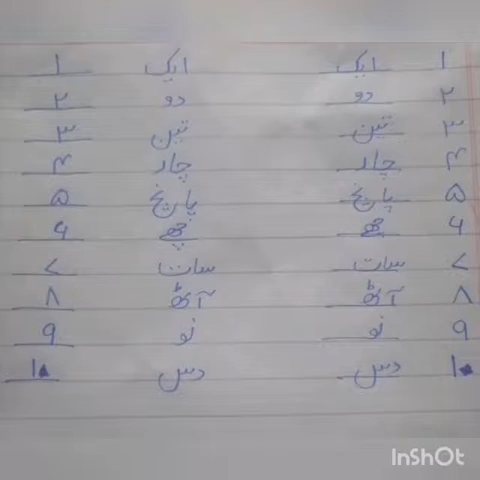 ۱ ایک ایک ۱
۲ دو دو ۲
۳ تین تین ۳
۴ چار چار ۴
۵ پانچ پانچ ۵
۶ چھ چھ ۶
۷ سات سات ۷
۸ آٹھ آٹھ ۸
۹ نو نو ۹
۱۰ دس دس ۱۰
InShOt